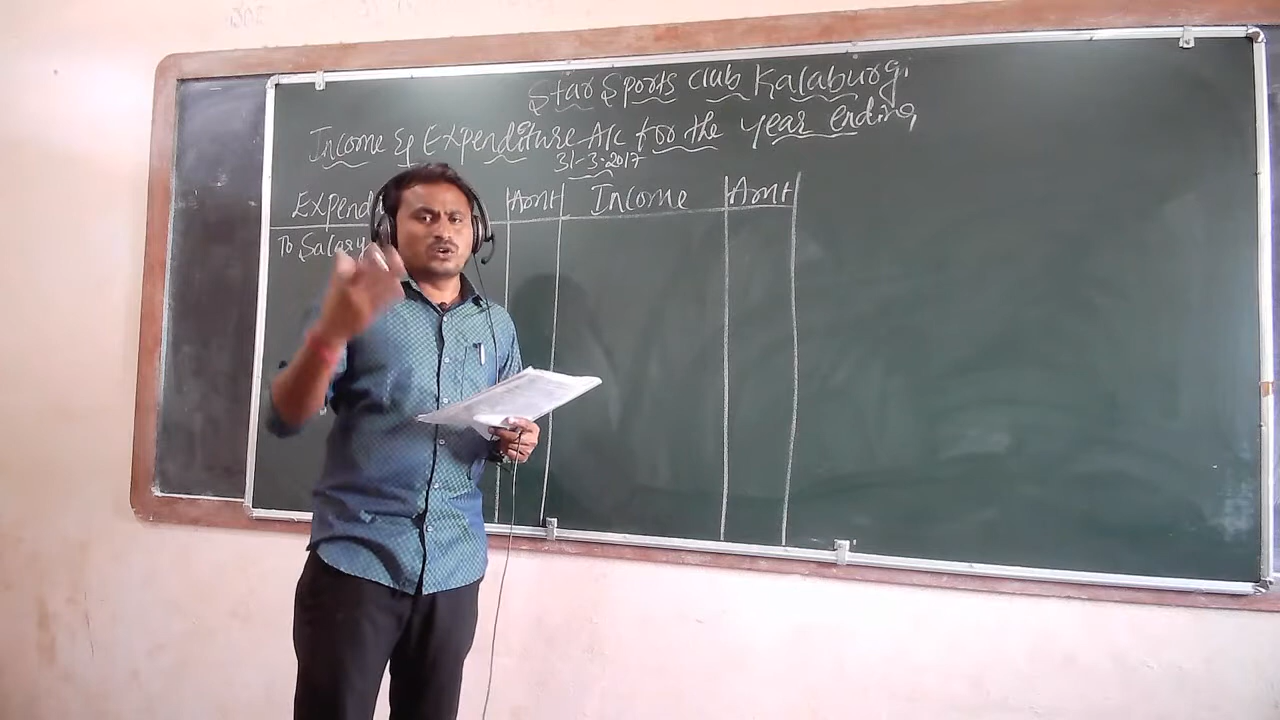 Star Sports Club Kalaburgi
Income & Expenditure A/c for the year ending
31-3-2017
Expend Amt Income Amt
To Salary